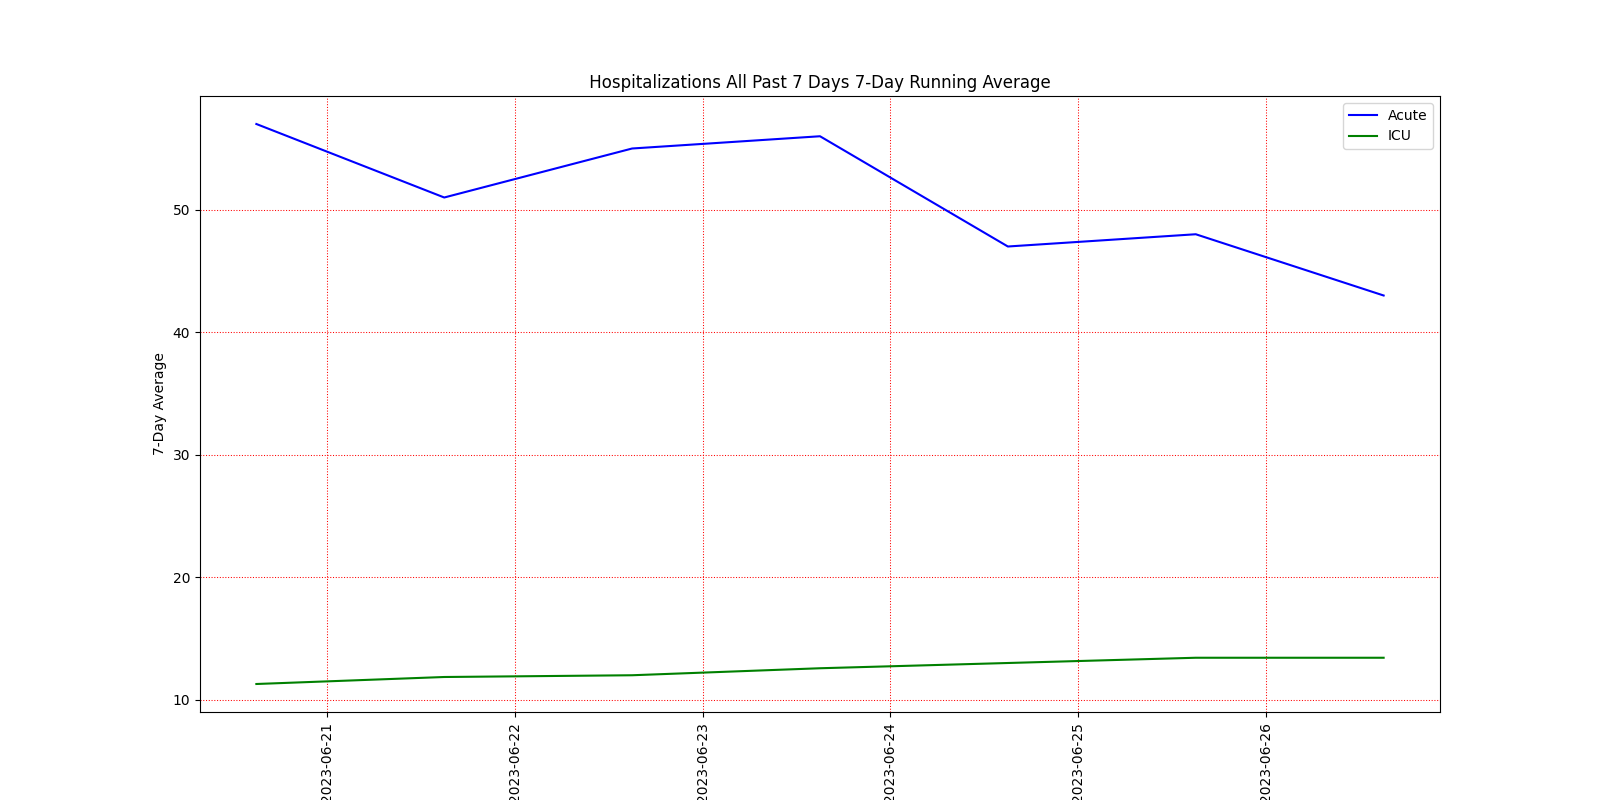 Hospitalizations All Past 7 Days 7-Day Running Average
Acute
ICU
7-Day Average
50
40
30
20
10
2023-06-21
2023-06-22
2023-06-23
2023-06-24
2023-06-25
2023-06-26